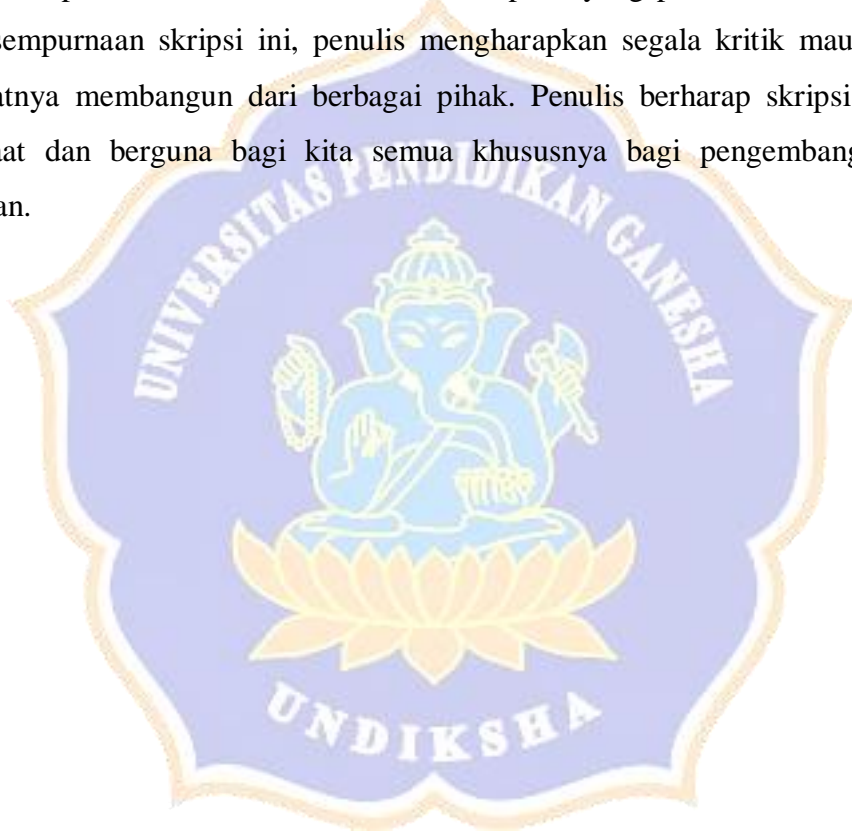 sempurnaan skripsi ini, penulis mengharapkan segala kritik mau
atnya membangun dari berbagai pihak. Penulis berharap skripsi
aat dan berguna bagi kita semua khususnya bagi pengembang
an.
UNIVERSITAS PENDIDIKAN GANESHA
UNDIKSHA